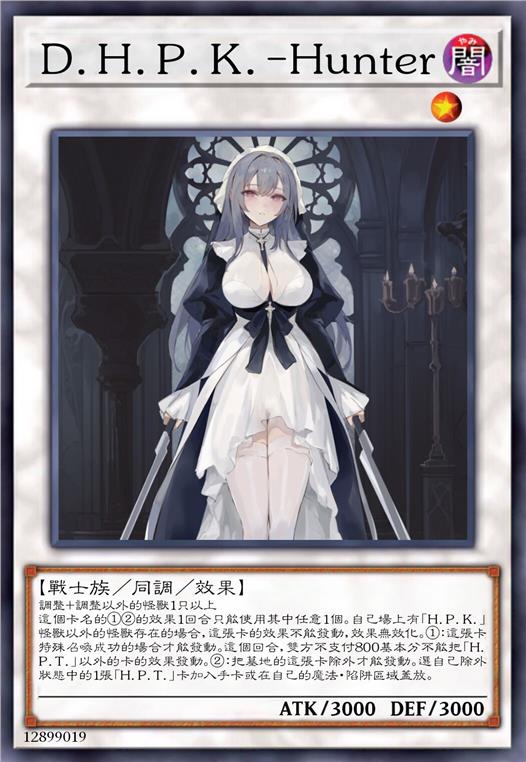 D.H.P.K.-Hunter
やみ
闇
【戰士族／同調／效果】
調整＋調整以外的怪獸1只以上
這個卡名的①②的效果1回合只能使用其中任意1個。自己場上有「H.P.K.」
怪獸以外的怪獸存在的場合，這張卡的效果不能發動，效果無效化。①：這張卡
特殊召喚成功的場合才能發動。這個回合，雙方不支付800基本分不能把「H.
P.T.」以外的卡的效果發動。②：把墓地的這張卡除外才能發動。選自己除外
狀態中的1張「H.P.T.」卡加入手卡或在自己的魔法·陷阱區域蓋放。
ATK/3000 DEF/3000
12899019